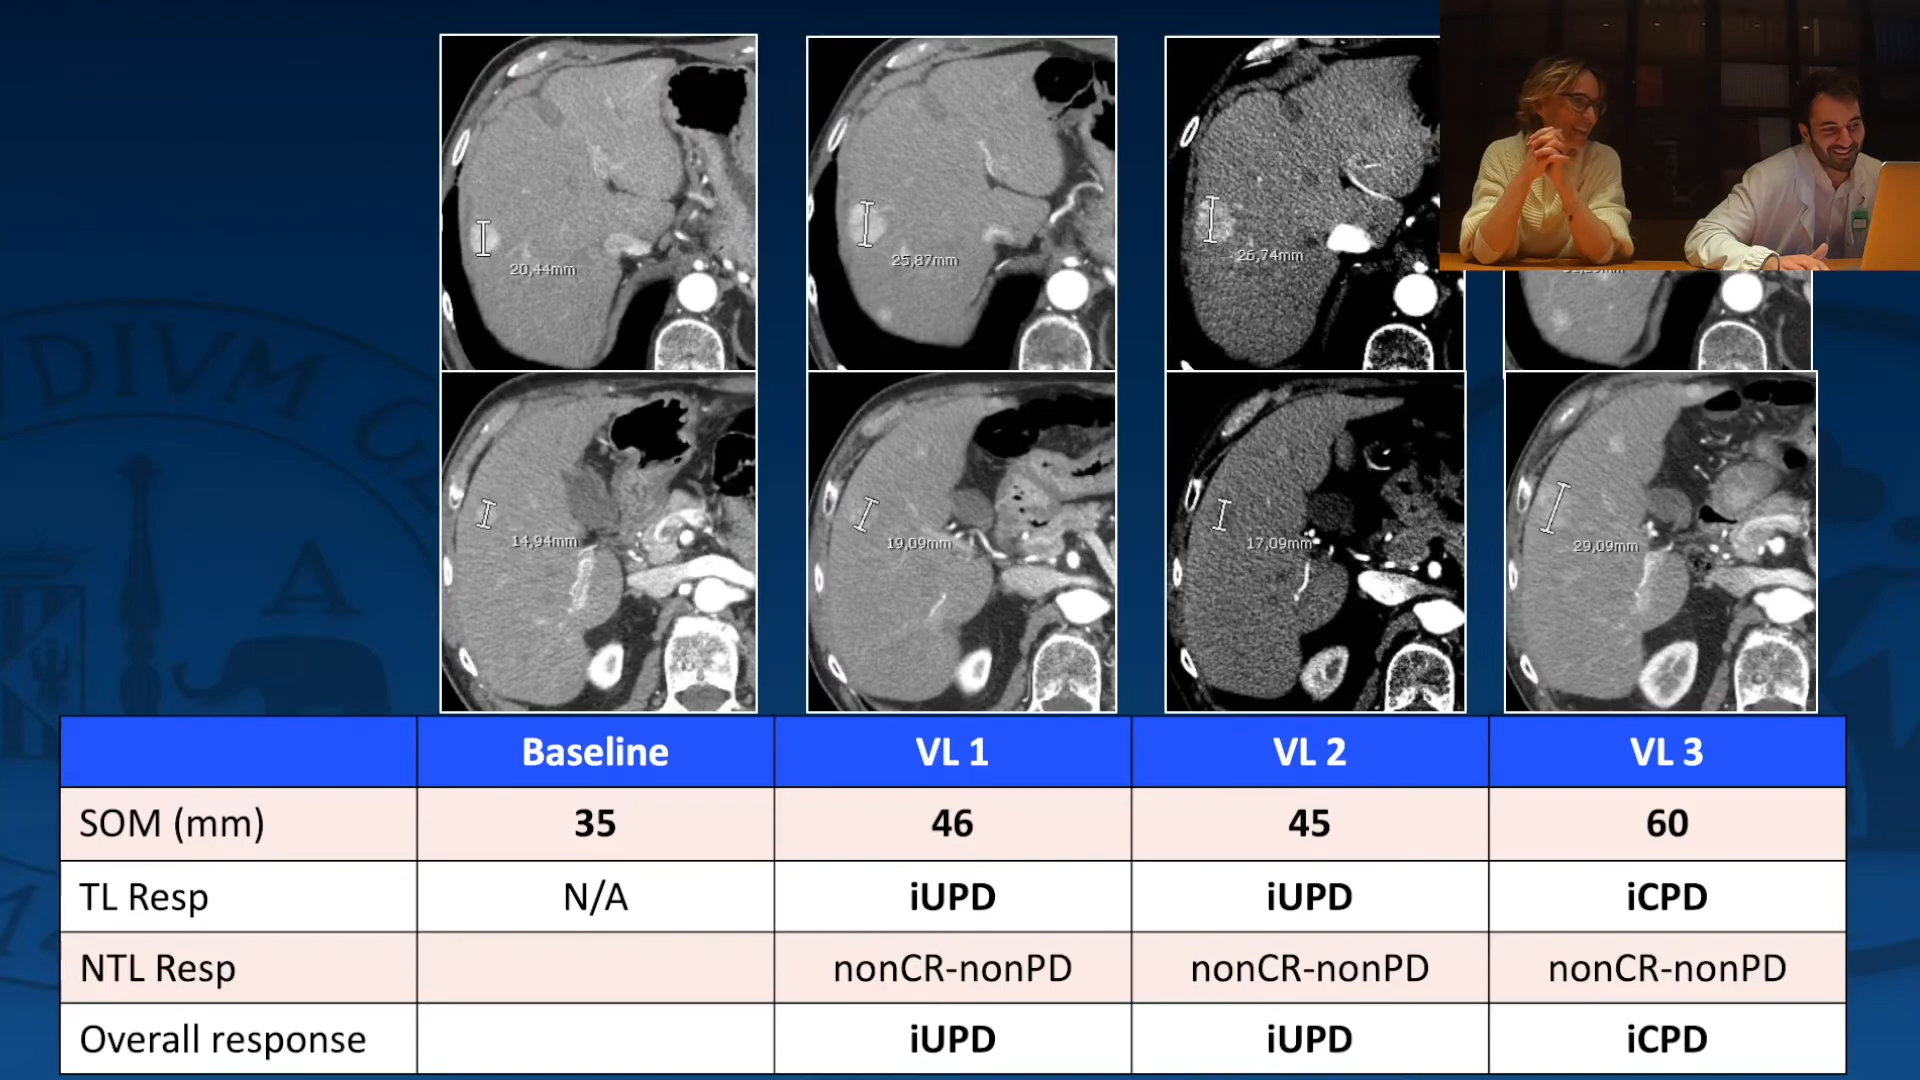 20,44mm
25,87mm
26,74mm
14,94mm
19,09mm
17,09mm
29,09mm
DIVM G
A
Baseline VL 1 VL 2 VL 3
SOM (mm) 35 46 45 60
TL Resp N/A iUPD iUPD iCPD
NTL Resp nonCR-nonPD nonCR-nonPD nonCR-nonPD
Overall response iUPD iUPD iCPD